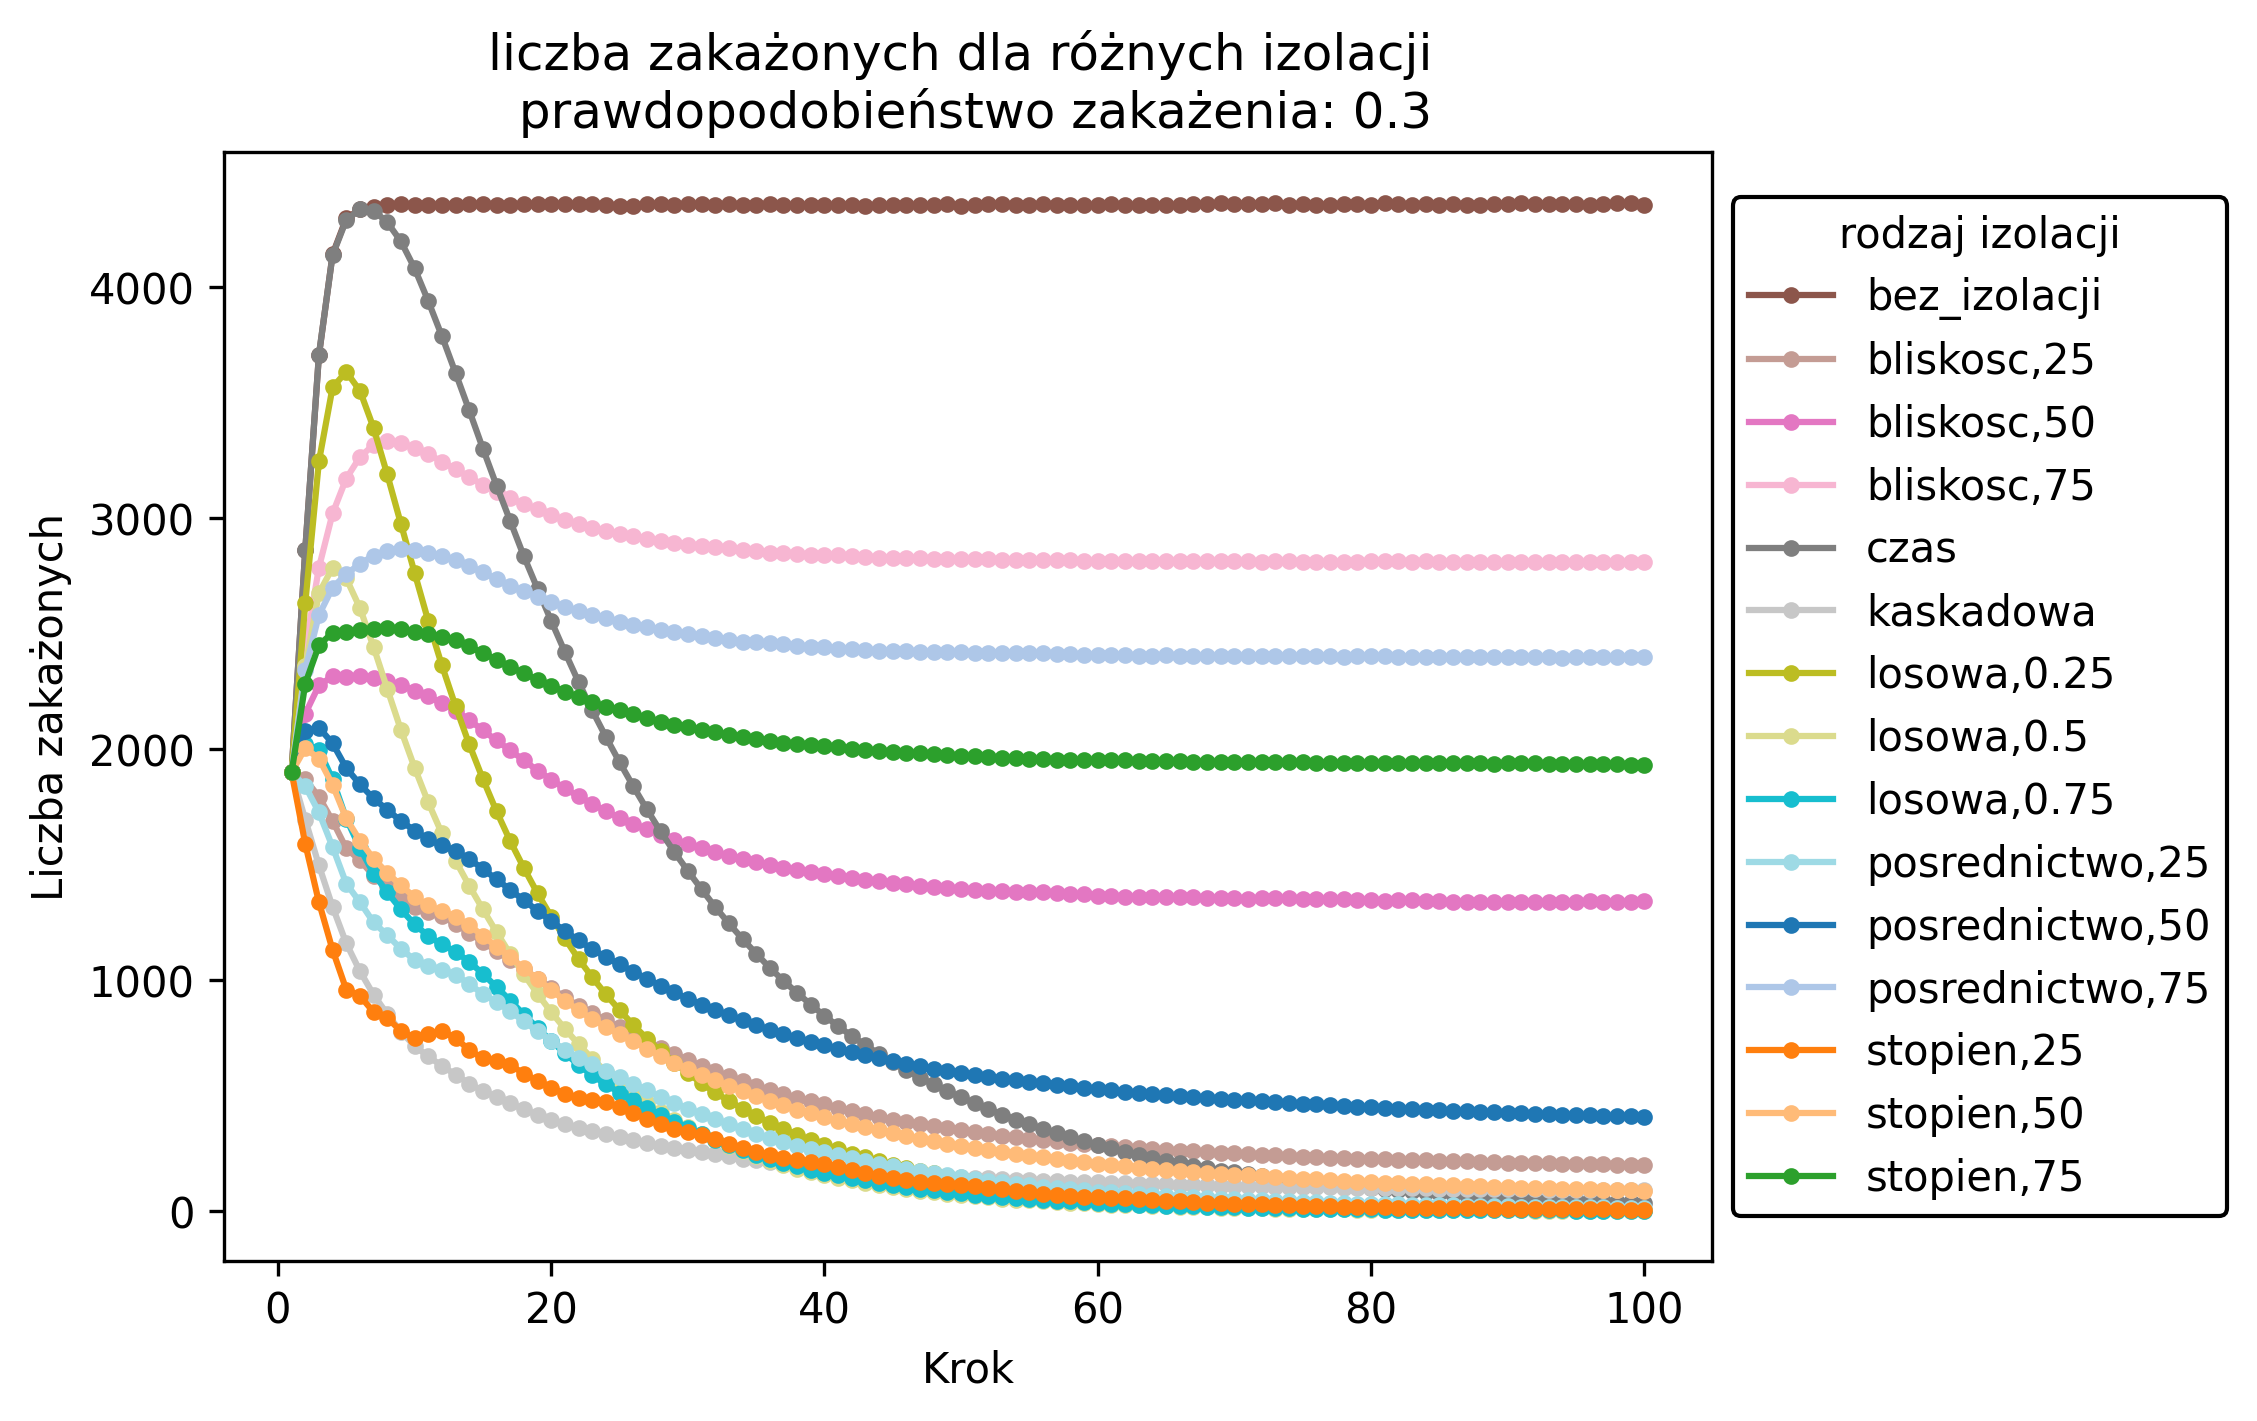 liczba zakażonych dla różnych izolacji
prawdopodobieństwo zakażenia: 0.3
Liczba zakażonych
4000
3000
2000
1000
0
0 20 40 60 80 100
Krok
rodzaj izolacji
bez_izolacji
bliskosc,25
bliskosc,50
bliskosc,75
czas
kaskadowa
losowa,0.25
losowa,0.5
losowa,0.75
posrednictwo,25
posrednictwo,50
posrednictwo,75
stopien,25
stopien,50
stopien,75